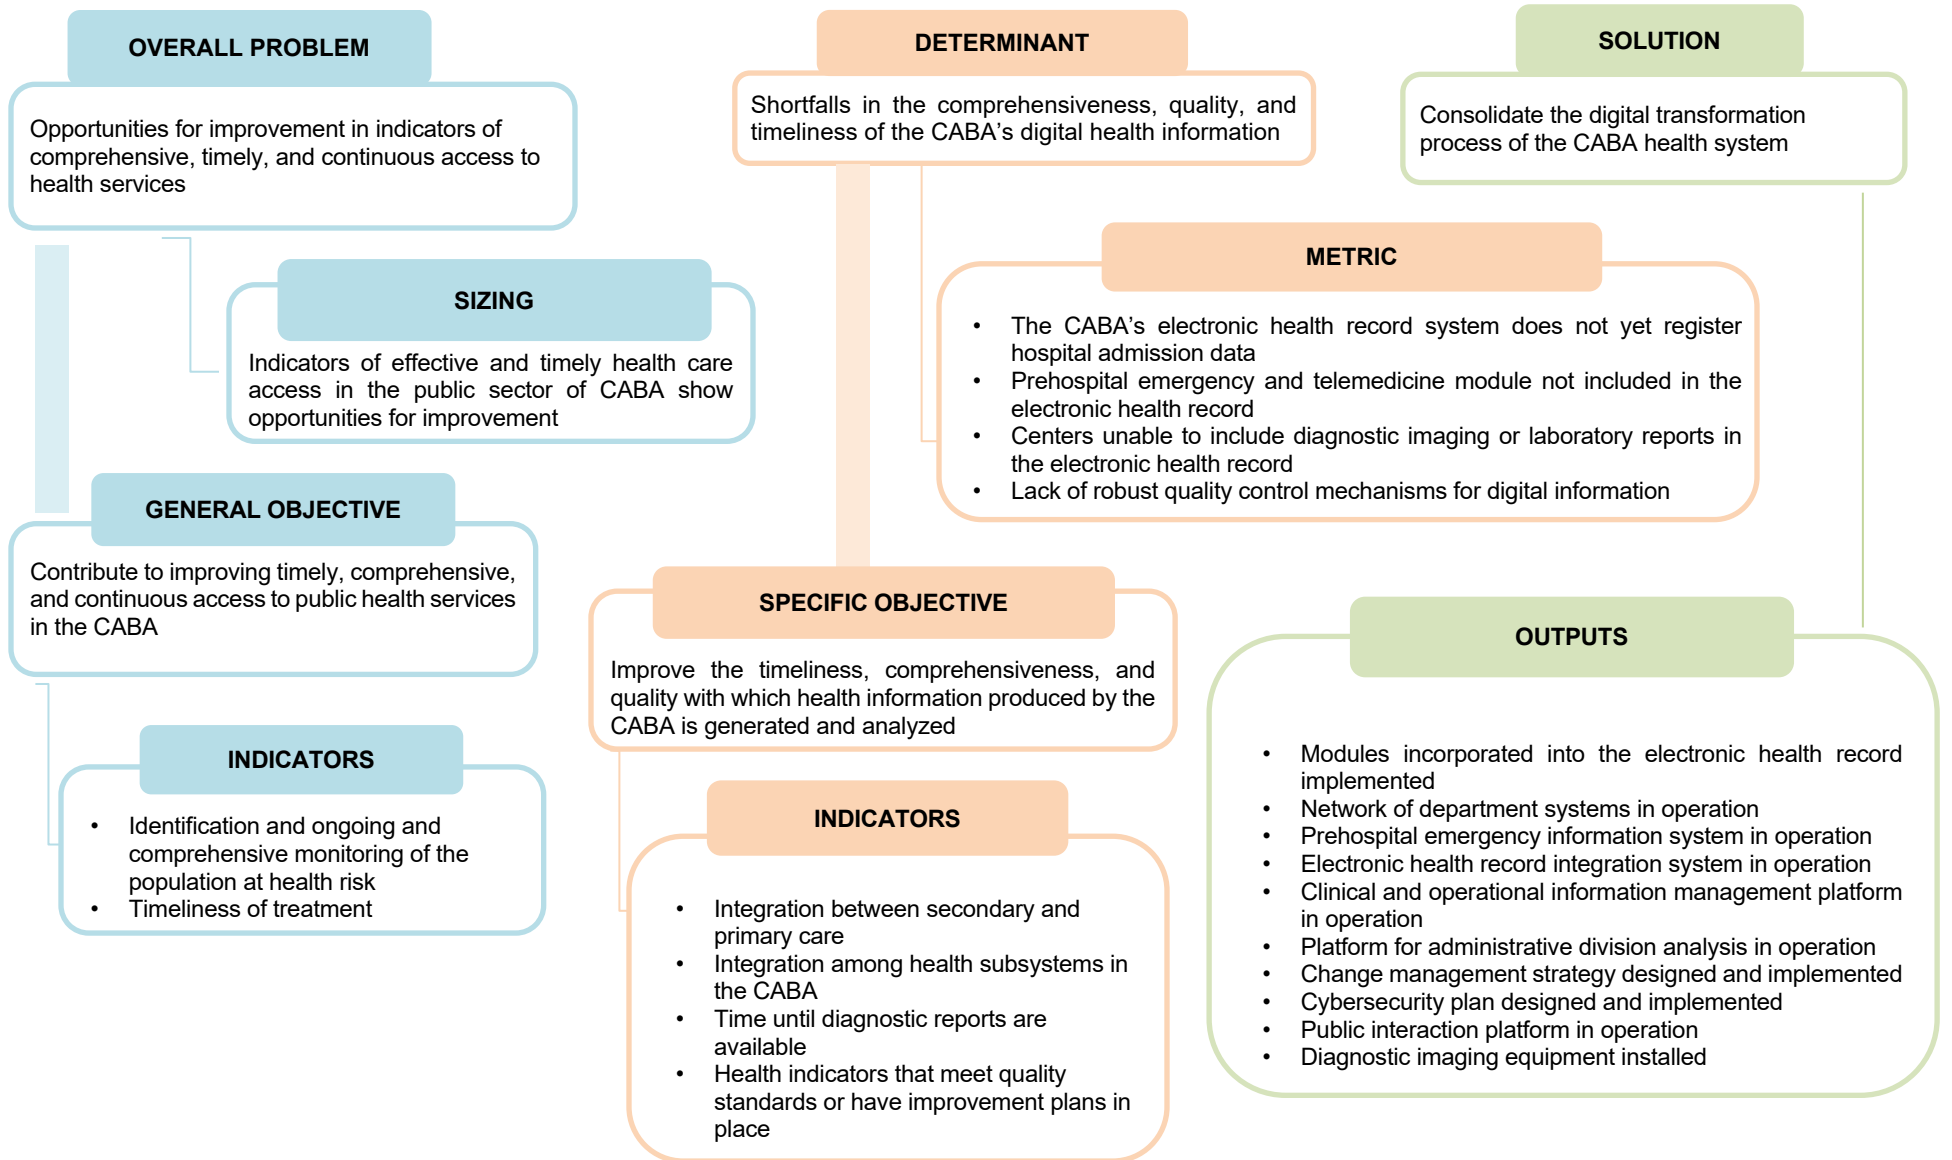 OVERALL PROBLEM
Opportunities for improvement in indicators of
comprehensive, timely, and continuous access to
health services
SIZING
Indicators of effective and timely health care
access in the public sector of CABA show
opportunities for improvement
GENERAL OBJECTIVE
Contribute to improving timely, comprehensive,
and continuous access to public health services
in the CABA
INDICATORS
• Identification and ongoing and
comprehensive monitoring of the
population at health risk
• Timeliness of treatment
DETERMINANT
Shortfalls in the comprehensiveness, quality, and
timeliness of the CABA’s digital health information
METRIC
• The CABA’s electronic health record system does not yet register
hospital admission data
• Prehospital emergency and telemedicine module not included in the
electronic health record
• Centers unable to include diagnostic imaging or laboratory reports in
the electronic health record
• Lack of robust quality control mechanisms for digital information
SPECIFIC OBJECTIVE
Improve the timeliness, comprehensiveness, and
quality with which health information produced by the
CABA is generated and analyzed
INDICATORS
• Integration between secondary and
primary care
• Integration among health subsystems in
the CABA
• Time until diagnostic reports are
available
• Health indicators that meet quality
standards or have improvement plans in
place
SOLUTION
Consolidate the digital transformation
process of the CABA health system
OUTPUTS
• Modules incorporated into the electronic health record
implemented
• Network of department systems in operation
• Prehospital emergency information system in operation
• Electronic health record integration system in operation
• Clinical and operational information management platform
in operation
• Platform for administrative division analysis in operation
• Change management strategy designed and implemented
• Cybersecurity plan designed and implemented
• Public interaction platform in operation
• Diagnostic imaging equipment installed